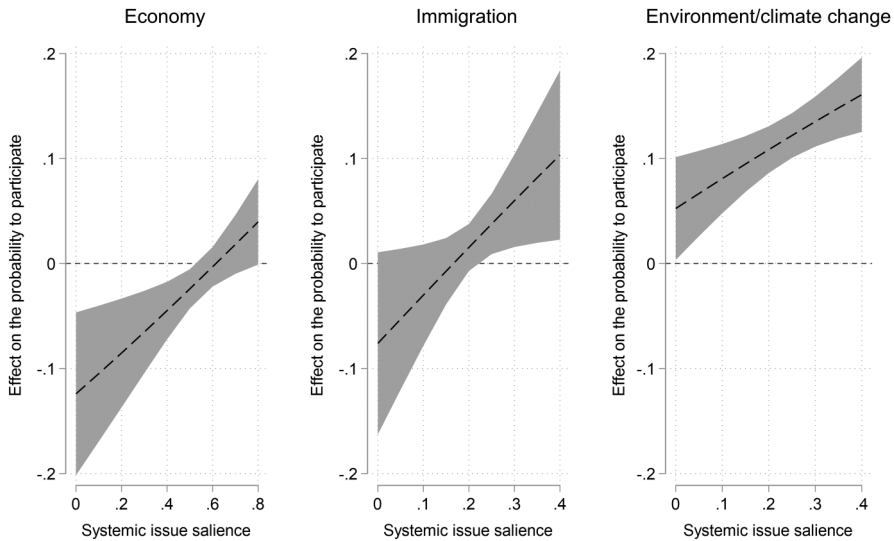 Economy
Effect on the probability to participate
.2
.1
0
-.1
-.2
0 .2 .4 .6 .8
Systemic issue salience
Immigration
Effect on the probability to participate
.2
.1
0
-.1
-.2
0 .1 .2 .3 .4
Systemic issue salience
Environment/climate change
Effect on the probability to participate
.2
.1
0
-.1
-.2
0 .1 .2 .3 .4
Systemic issue salience